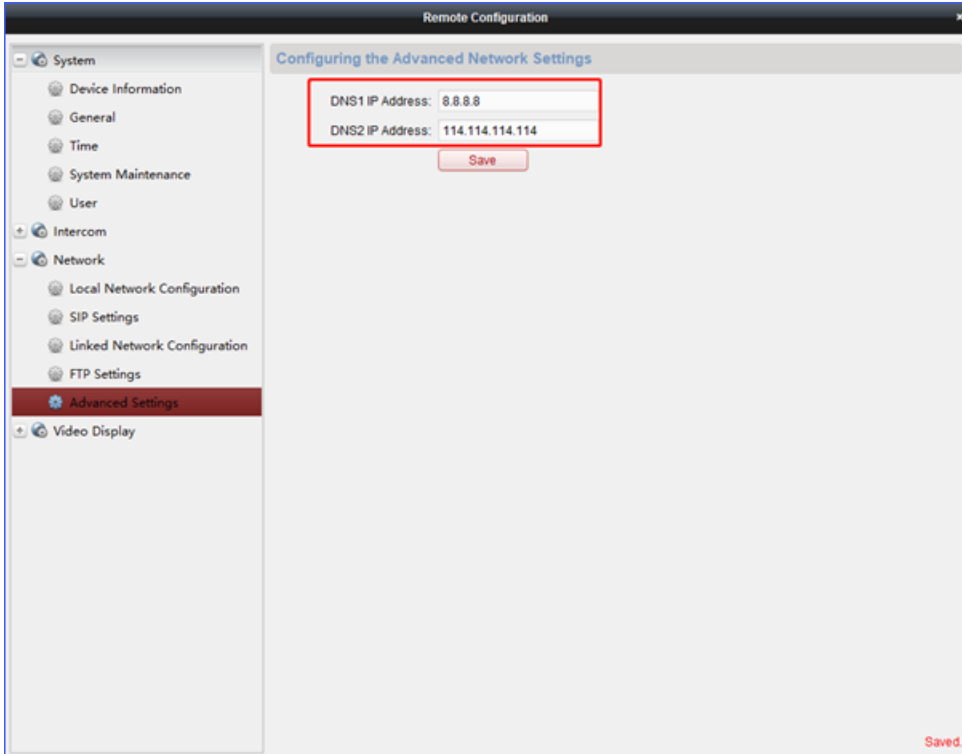 Remote Configuration
×
System
Device Information
General
Time
System Maintenance
User
Intercom
Network
Local Network Configuration
SIP Settings
Linked Network Configuration
FTP Settings
Advanced Settings
Video Display
Configuring the Advanced Network Settings
DNS1 IP Address: 8.8.8.8
DNS2 IP Address: 114.114.114.114
Save
Saved.